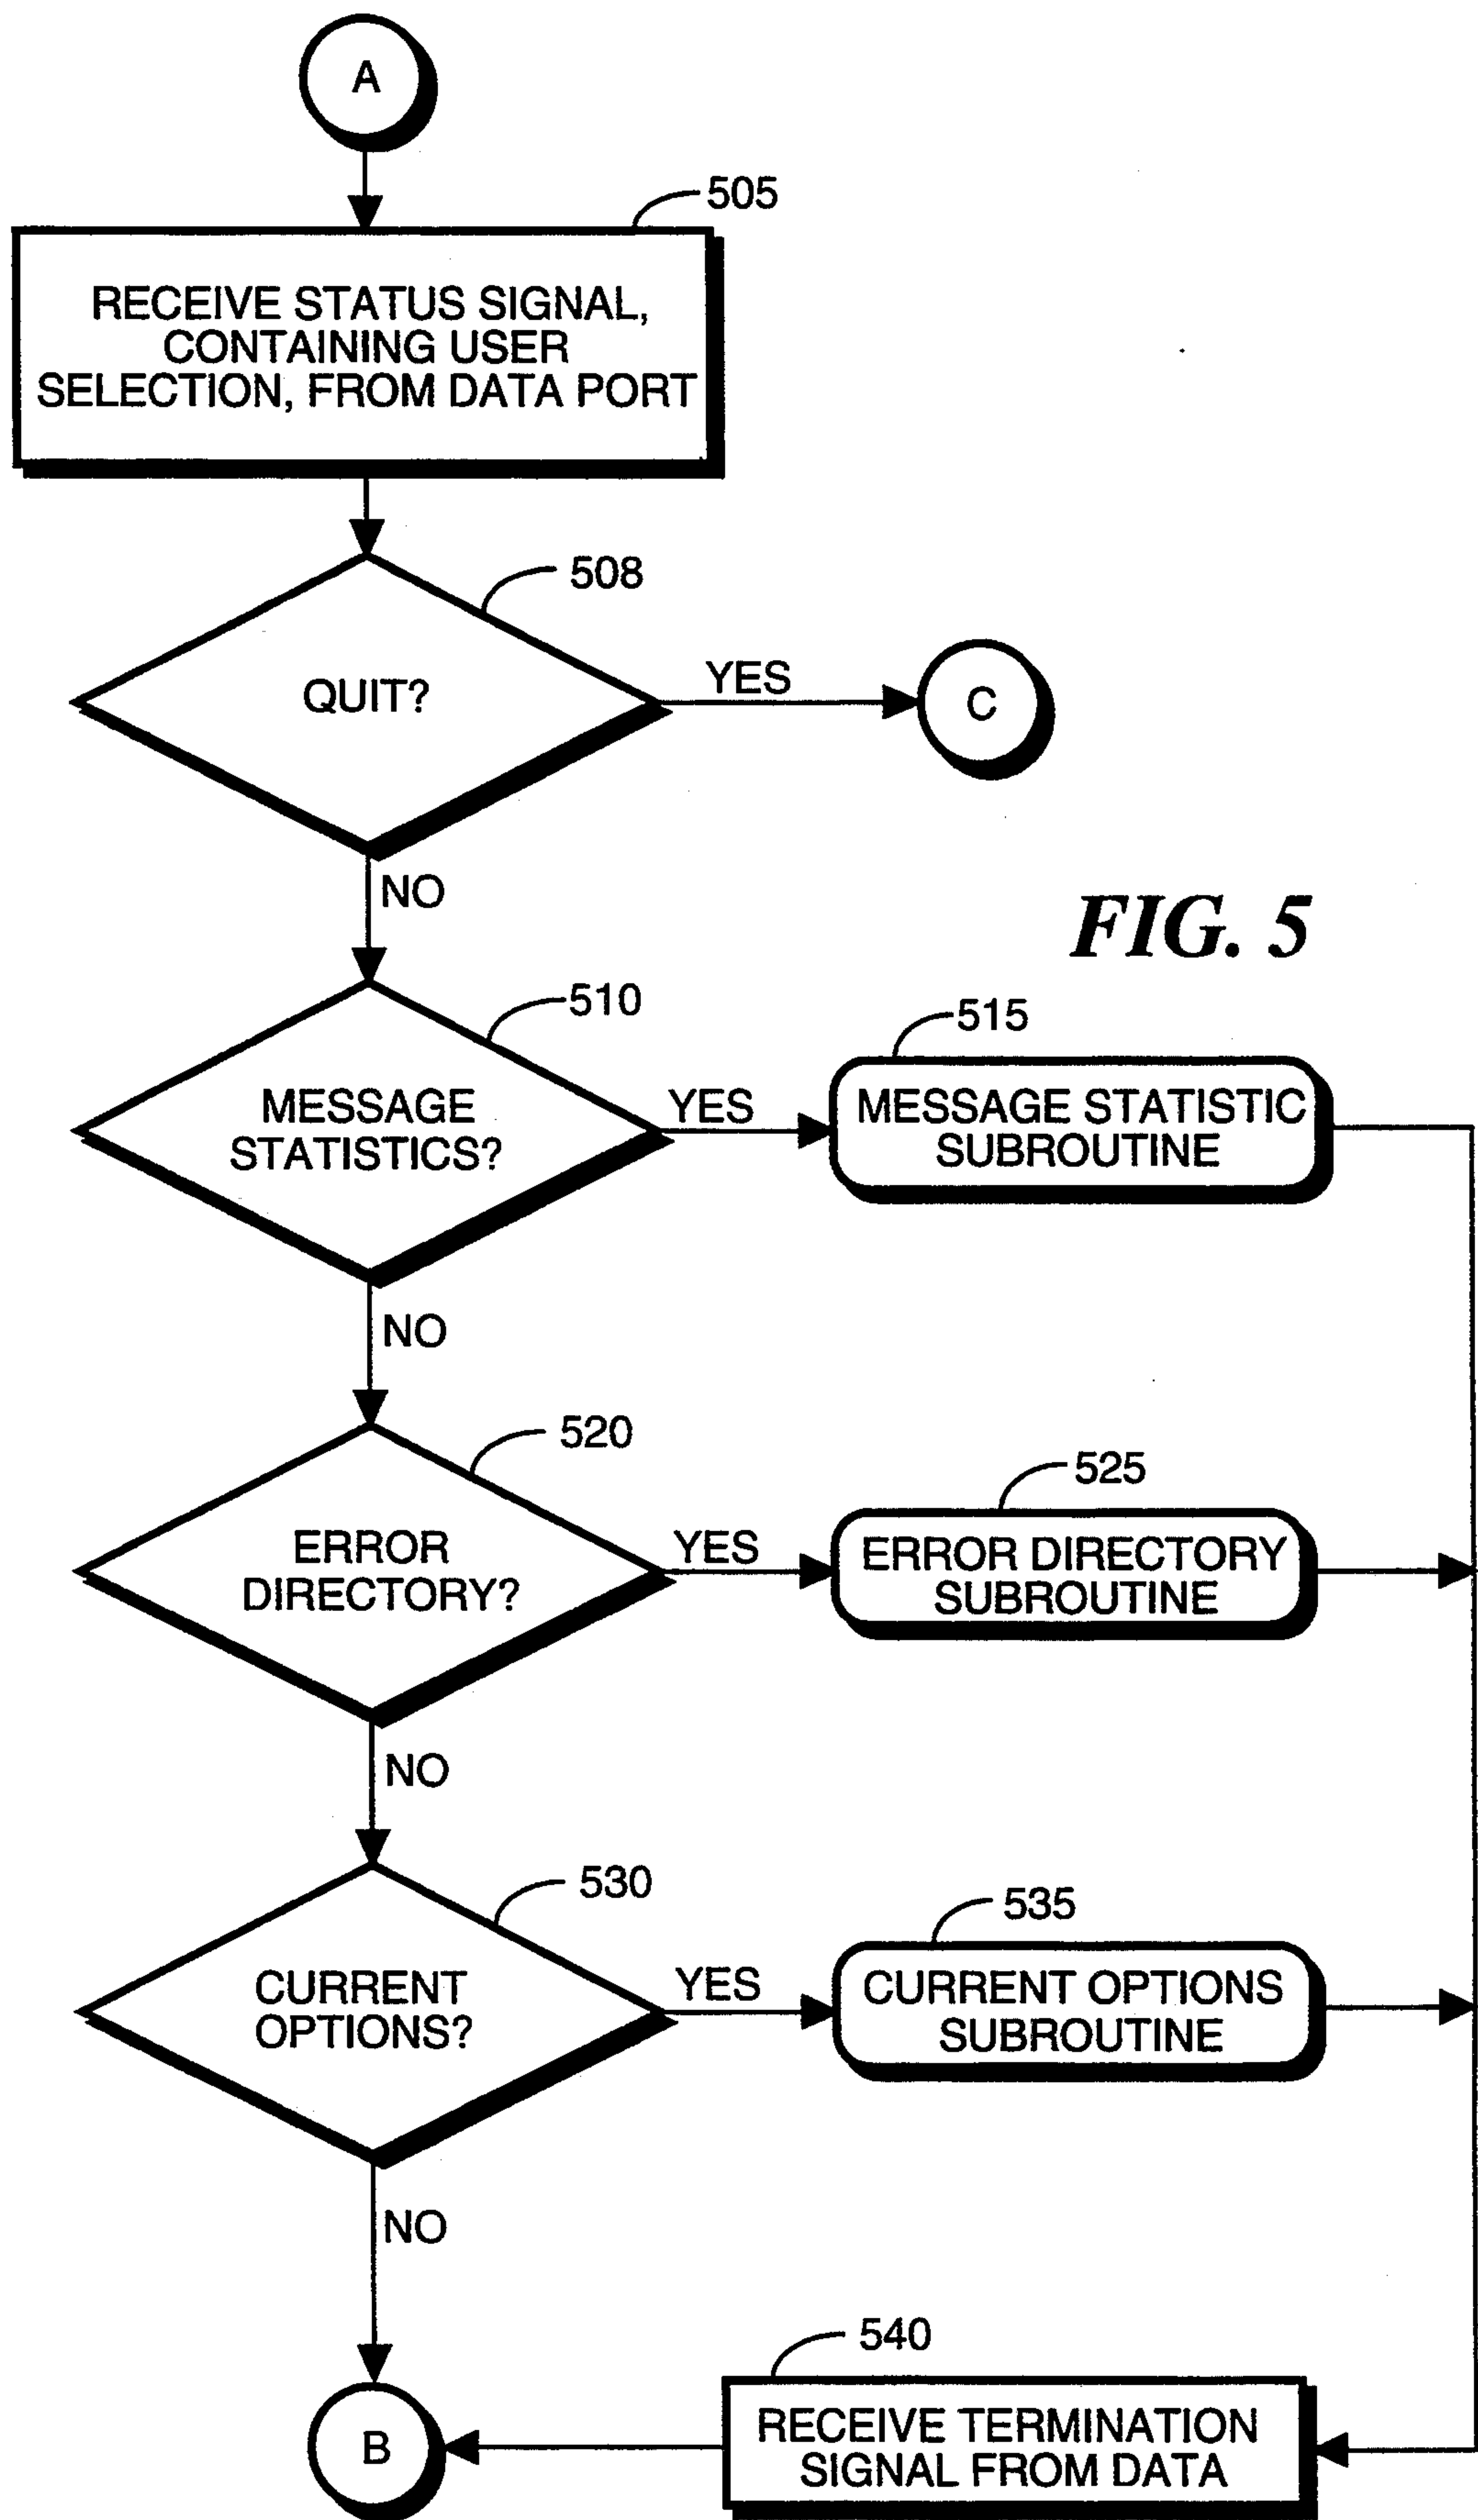 A
505
RECEIVE STATUS SIGNAL,
CONTAINING USER
SELECTION, FROM DATA PORT
508
QUIT?
YES
C
NO
FIG. 5
510
MESSAGE
STATISTICS?
YES
515
MESSAGE STATISTIC
SUBROUTINE
NO
520
ERROR
DIRECTORY?
YES
525
ERROR DIRECTORY
SUBROUTINE
NO
530
CURRENT
OPTIONS?
YES
535
CURRENT OPTIONS
SUBROUTINE
NO
540
RECEIVE TERMINATION
SIGNAL FROM DATA
B